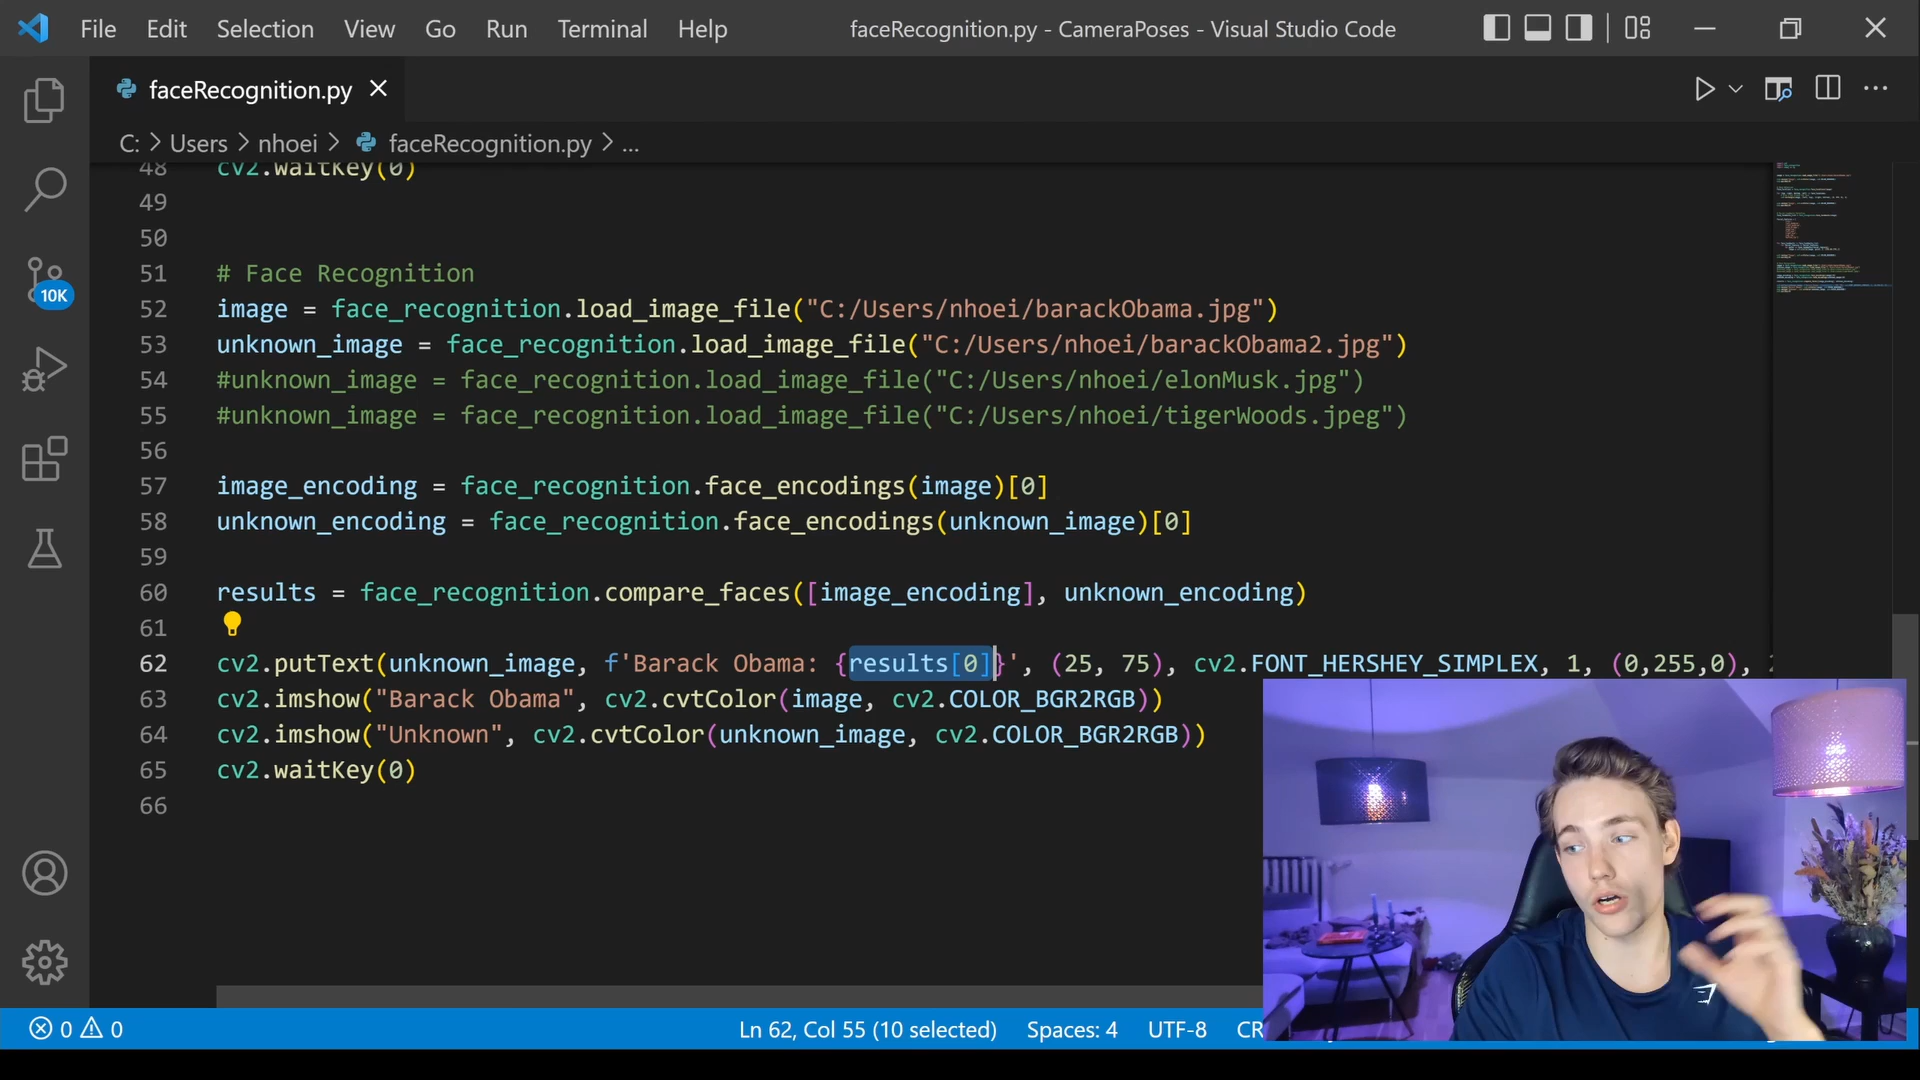 File Edit Selection View Go Run Terminal Help faceRecognition.py - CameraPoses - Visual Studio Code
faceRecognition.py
C: > Users > nhoei > faceRecognition.py > ...
48 cv2.waitKey(0)
49
50
51 # Face Recognition
52 image = face_recognition.load_image_file("C:/Users/nhoei/barackObama.jpg")
53 unknown_image = face_recognition.load_image_file("C:/Users/nhoei/barackObama2.jpg")
54 #unknown_image = face_recognition.load_image_file("C:/Users/nhoei/elonMusk.jpg")
55 #unknown_image = face_recognition.load_image_file("C:/Users/nhoei/tigerWoods.jpeg")
56
57 image_encoding = face_recognition.face_encodings(image)[0]
58 unknown_encoding = face_recognition.face_encodings(unknown_image)[0]
59
60 results = face_recognition.compare_faces([image_encoding], unknown_encoding)
61
62 cv2.putText(unknown_image, f'Barack Obama: {results[0]}', (25, 75), cv2.FONT_HERSHEY_SIMPLEX, 1, (0,255,0),
63 cv2.imshow("Barack Obama", cv2.cvtColor(image, cv2.COLOR_BGR2RGB))
64 cv2.imshow("Unknown", cv2.cvtColor(unknown_image, cv2.COLOR_BGR2RGB))
65 cv2.waitKey(0)
66
10K
0 0 Ln 62, Col 55 (10 selected) Spaces: 4 UTF-8 CR